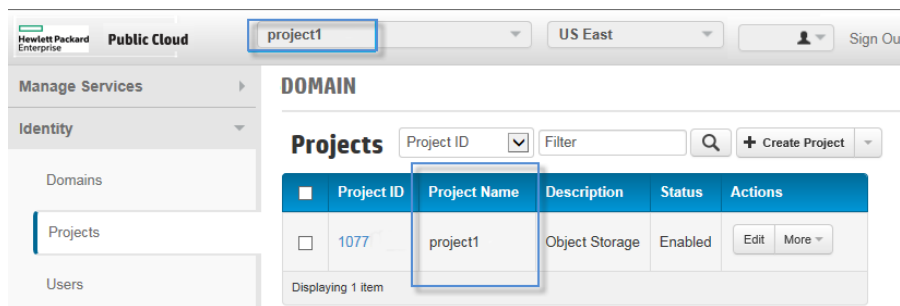 Hewlett Packard
Enterprise
Public Cloud
project1
US East
Sign Ou
Manage Services
DOMAIN
Identity
Projects
Project ID
Filter
Create Project
Domains
Project ID Project Name Description Status Actions
Projects
1077 project1 Object Storage Enabled Edit More
Users
Displaying 1 item